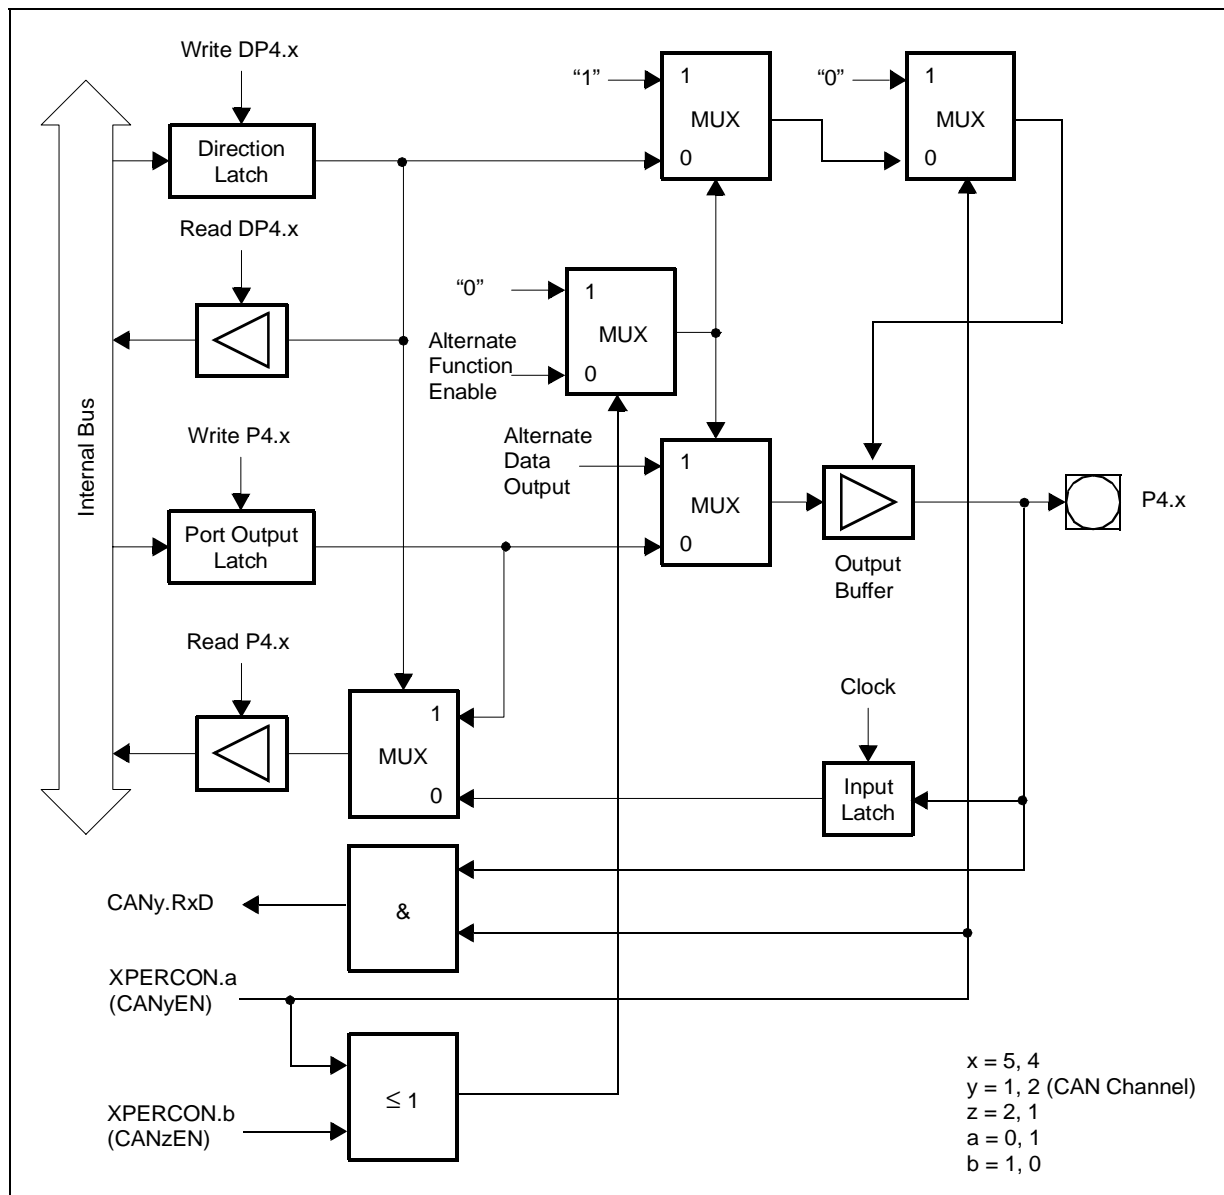 Write DP4.x
“1”
1
MUX
0
“0”
1
MUX
0
Direction
Latch
Read DP4.x
“0”
1
MUX
0
Alternate
Function
Enable
Internal Bus
Write P4.x
Alternate
Data
Output
1
MUX
0
P4.x
Port Output
Latch
Output
Buffer
Read P4.x
1
MUX
0
Clock
Input
Latch
CANy.RxD
&
XPERCON.a
(CANyEN)
≤ 1
XPERCON.b
(CANzEN)
x = 5, 4
y = 1, 2 (CAN Channel)
z = 2, 1
a = 0, 1
b = 1, 0